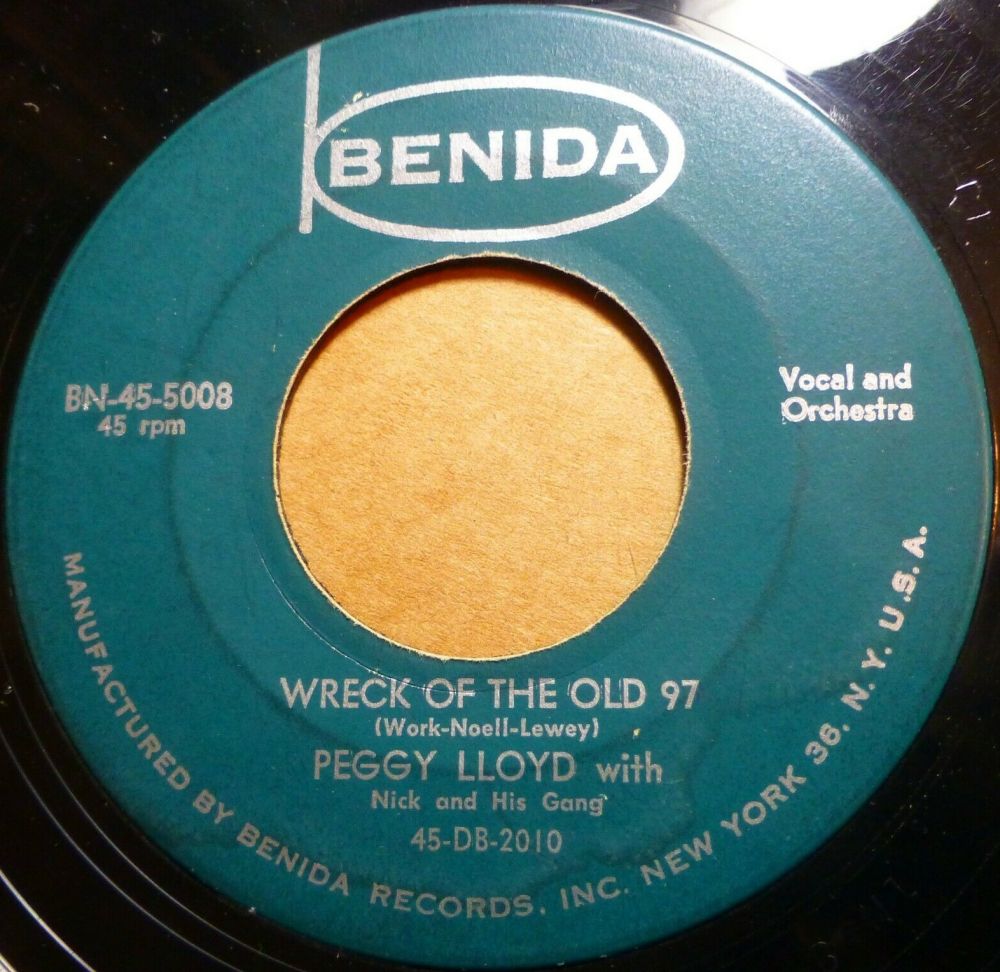 BENIDA
BN-45-5008
45 rpm
Vocal and
Orchestra
WRECK OF THE OLD 97
(Work-Noell-Lewey)
PEGGY LLOYD with
Nick and His Gang
45-DB-2010
MANUFACTURED BY BENIDA RECORDS, INC. NEW YORK 36, N. Y. U.S.A.